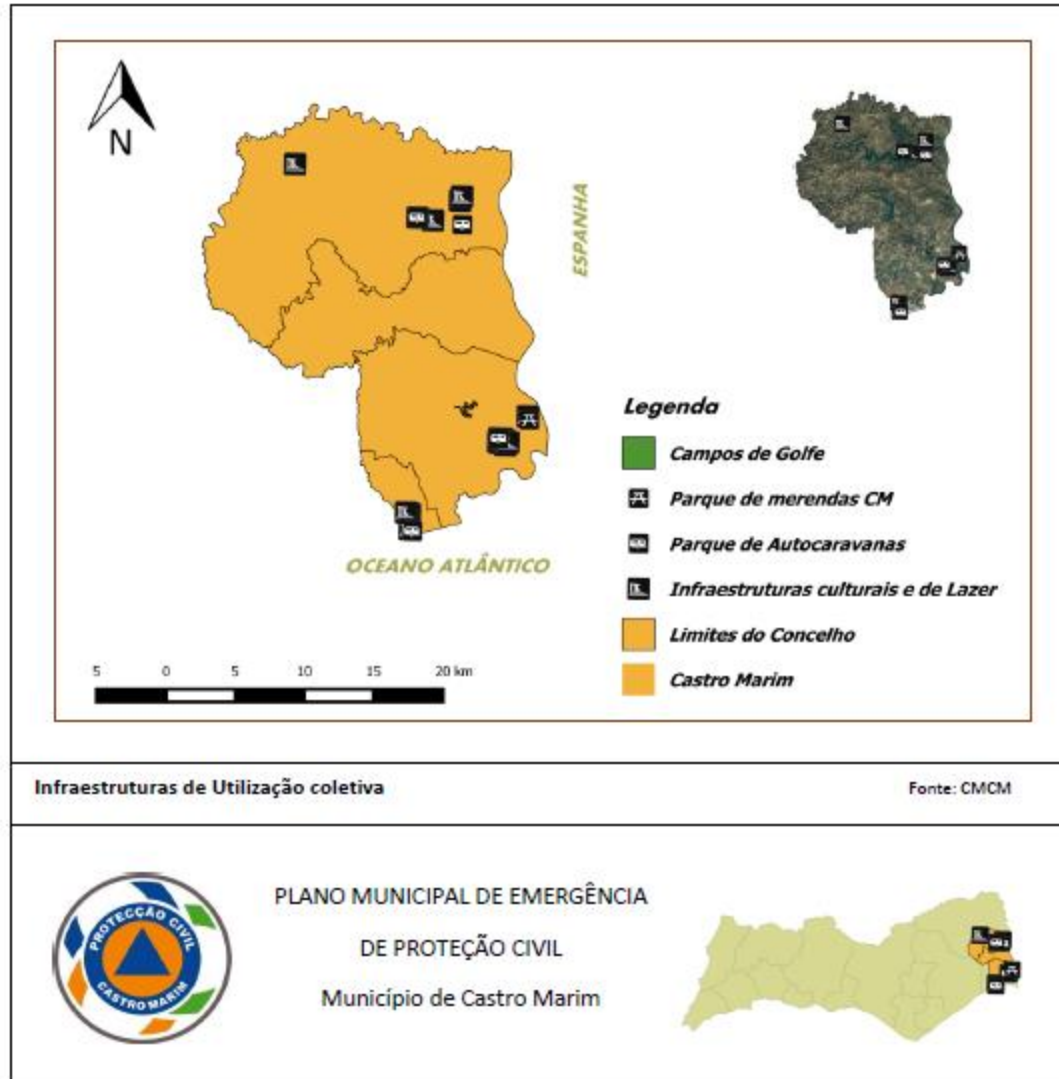 N
ESPANHA
OCEANO ATLÂNTICO
Legenda
Campos de Golfe
Parque de merendas CM
Parque de Autocaravanas
Infraestruturas culturais e de Lazer
Limites do Concelho
Castro Marim
5 0 5 10 15 20 km
Infraestruturas de Utilização coletiva
Fonte: CMCM
PROTECÇÃO CIVIL
CASTRO MARIM
PLANO MUNICIPAL DE EMERGÊNCIA
DE PROTEÇÃO CIVIL
Município de Castro Marim